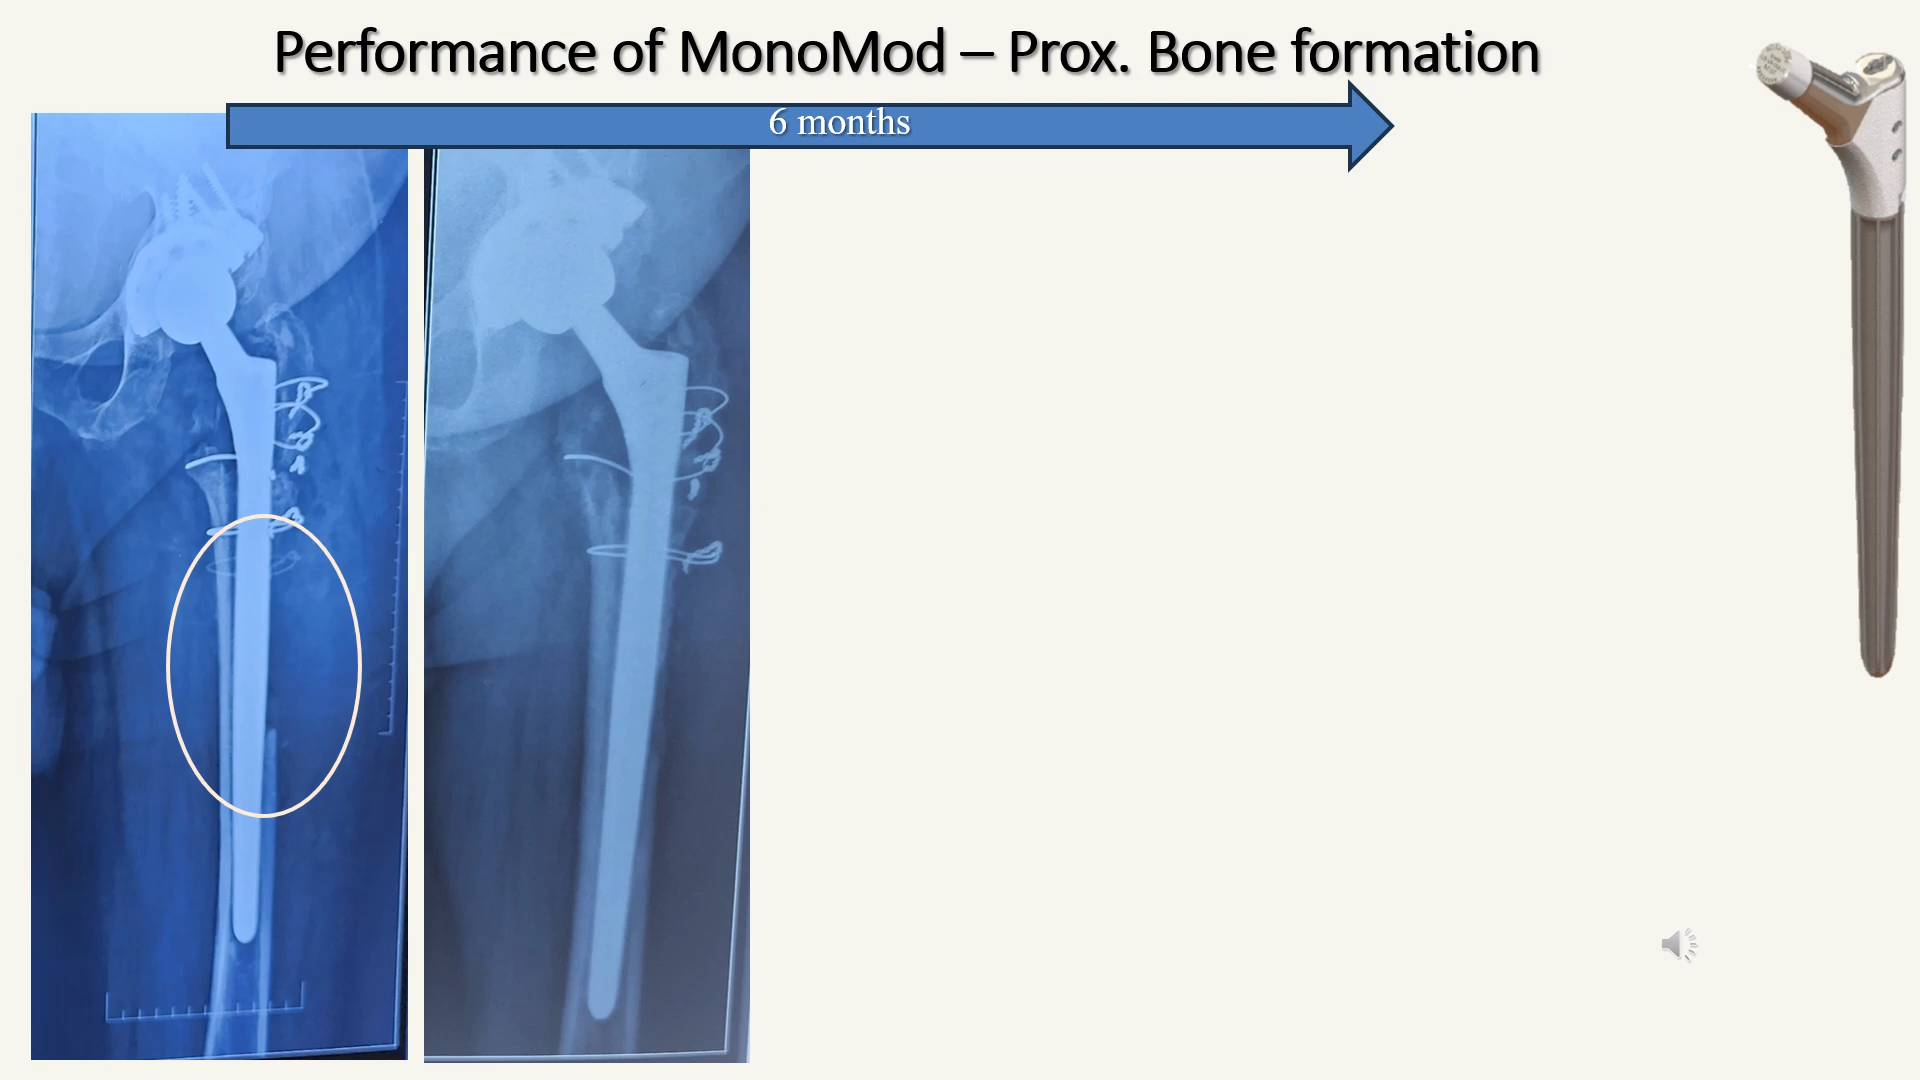 Performance of MonoMod – Prox. Bone formation
6 months